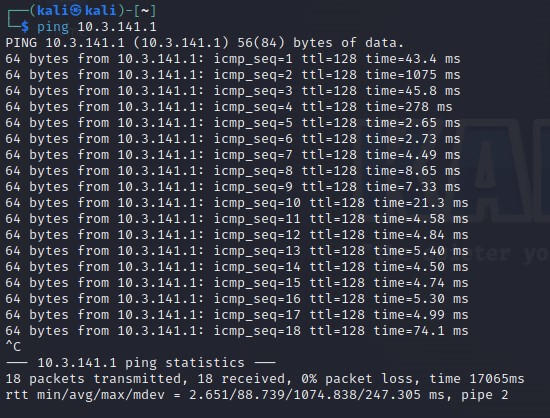 ┌──(kali㉿kali)-[~]
└─$ ping 10.3.141.1
PING 10.3.141.1 (10.3.141.1) 56(84) bytes of data.
64 bytes from 10.3.141.1: icmp_seq=1 ttl=128 time=43.4 ms
64 bytes from 10.3.141.1: icmp_seq=2 ttl=128 time=1075 ms
64 bytes from 10.3.141.1: icmp_seq=3 ttl=128 time=45.8 ms
64 bytes from 10.3.141.1: icmp_seq=4 ttl=128 time=278 ms
64 bytes from 10.3.141.1: icmp_seq=5 ttl=128 time=2.65 ms
64 bytes from 10.3.141.1: icmp_seq=6 ttl=128 time=2.73 ms
64 bytes from 10.3.141.1: icmp_seq=7 ttl=128 time=4.49 ms
64 bytes from 10.3.141.1: icmp_seq=8 ttl=128 time=8.65 ms
64 bytes from 10.3.141.1: icmp_seq=9 ttl=128 time=7.33 ms
64 bytes from 10.3.141.1: icmp_seq=10 ttl=128 time=21.3 ms
64 bytes from 10.3.141.1: icmp_seq=11 ttl=128 time=4.58 ms
64 bytes from 10.3.141.1: icmp_seq=12 ttl=128 time=4.84 ms
64 bytes from 10.3.141.1: icmp_seq=13 ttl=128 time=5.40 ms
64 bytes from 10.3.141.1: icmp_seq=14 ttl=128 time=4.50 ms
64 bytes from 10.3.141.1: icmp_seq=15 ttl=128 time=4.74 ms
64 bytes from 10.3.141.1: icmp_seq=16 ttl=128 time=5.30 ms
64 bytes from 10.3.141.1: icmp_seq=17 ttl=128 time=4.99 ms
64 bytes from 10.3.141.1: icmp_seq=18 ttl=128 time=74.1 ms
^C
--- 10.3.141.1 ping statistics ---
18 packets transmitted, 18 received, 0% packet loss, time 17065ms
rtt min/avg/max/mdev = 2.651/88.739/1074.838/247.305 ms, pipe 2